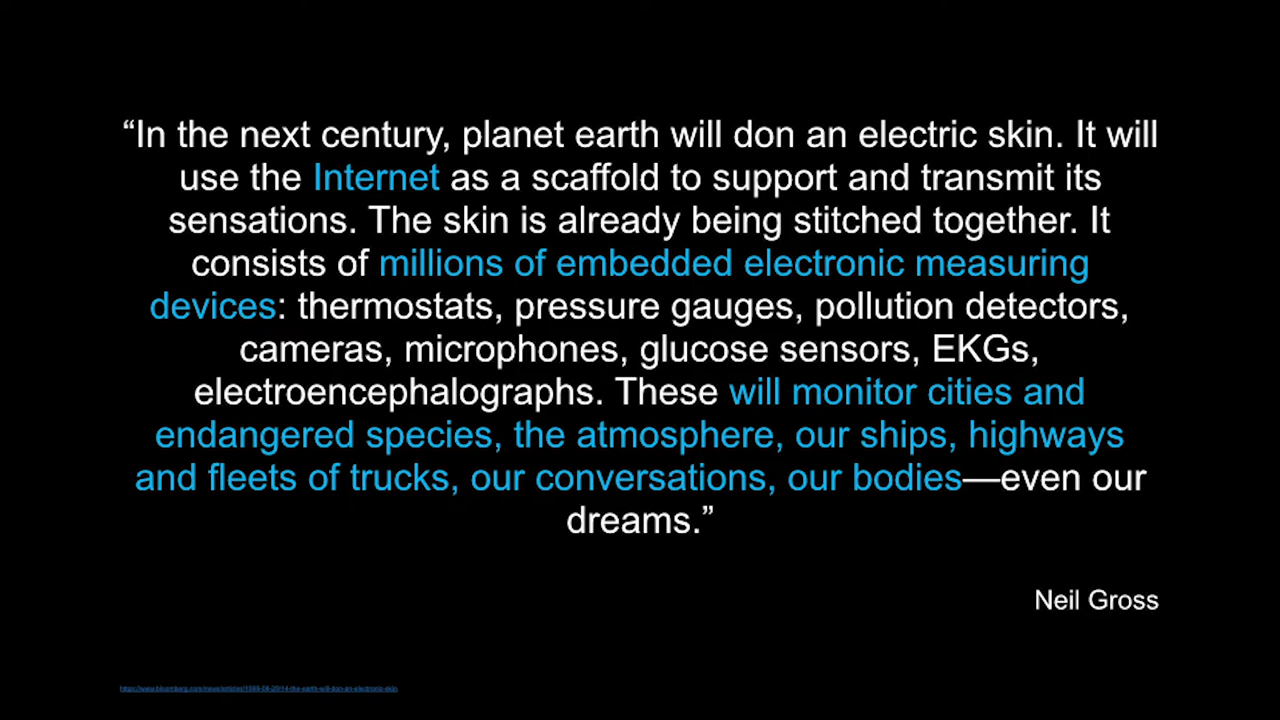 “In the next century, planet earth will don an electric skin. It will
use the Internet as a scaffold to support and transmit its
sensations. The skin is already being stitched together. It
consists of millions of embedded electronic measuring
devices: thermostats, pressure gauges, pollution detectors,
cameras, microphones, glucose sensors, EKGs,
electroencephalographs. These will monitor cities and
endangered species, the atmosphere, our ships, highways
and fleets of trucks, our conversations, our bodies—even our
dreams.”
Neil Gross